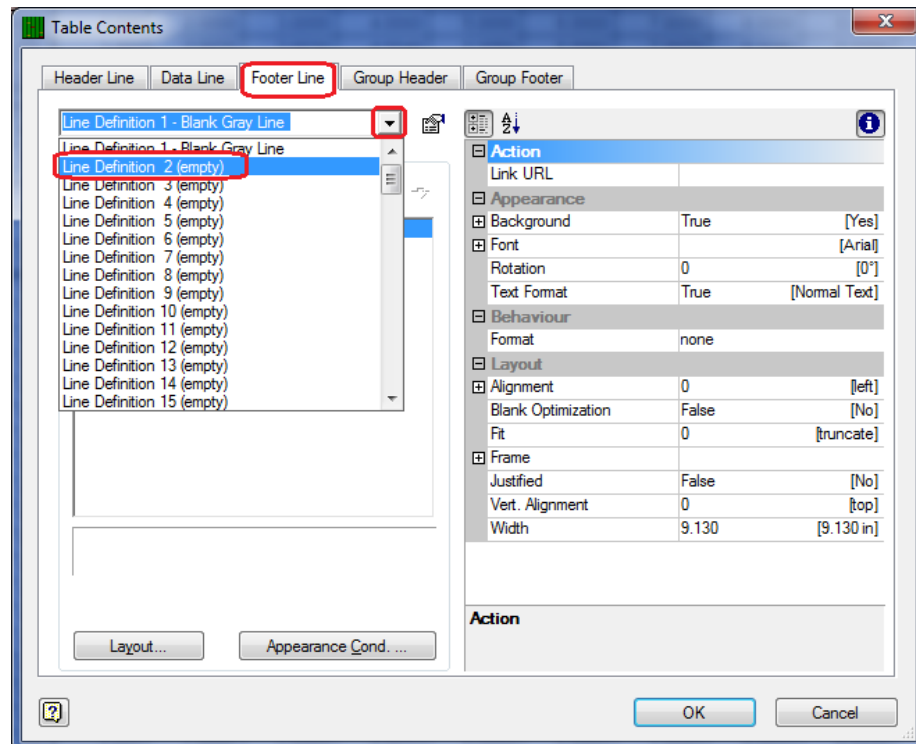 Table Contents
Header Line Data Line Footer Line Group Header Group Footer
Line Definition 1 - Blank Gray Line
Line Definition 1 - Blank Gray Line
Line Definition 2 (empty)
Line Definition 3 (empty)
Line Definition 4 (empty)
Line Definition 5 (empty)
Line Definition 6 (empty)
Line Definition 7 (empty)
Line Definition 8 (empty)
Line Definition 9 (empty)
Line Definition 10 (empty)
Line Definition 11 (empty)
Line Definition 12 (empty)
Line Definition 13 (empty)
Line Definition 14 (empty)
Line Definition 15 (empty)
Layout...
Appearance Cond. ...
Action
Link URL
Appearance
Background True [Yes]
Font [Arial]
Rotation 0 [0°]
Text Format True [Normal Text]
Behaviour
Format none
Layout
Alignment 0 [left]
Blank Optimization False [No]
Fit 0 [truncate]
Frame
Justified False [No]
Vert. Alignment 0 [top]
Width 9.130 [9.130 in]
Action
OK Cancel